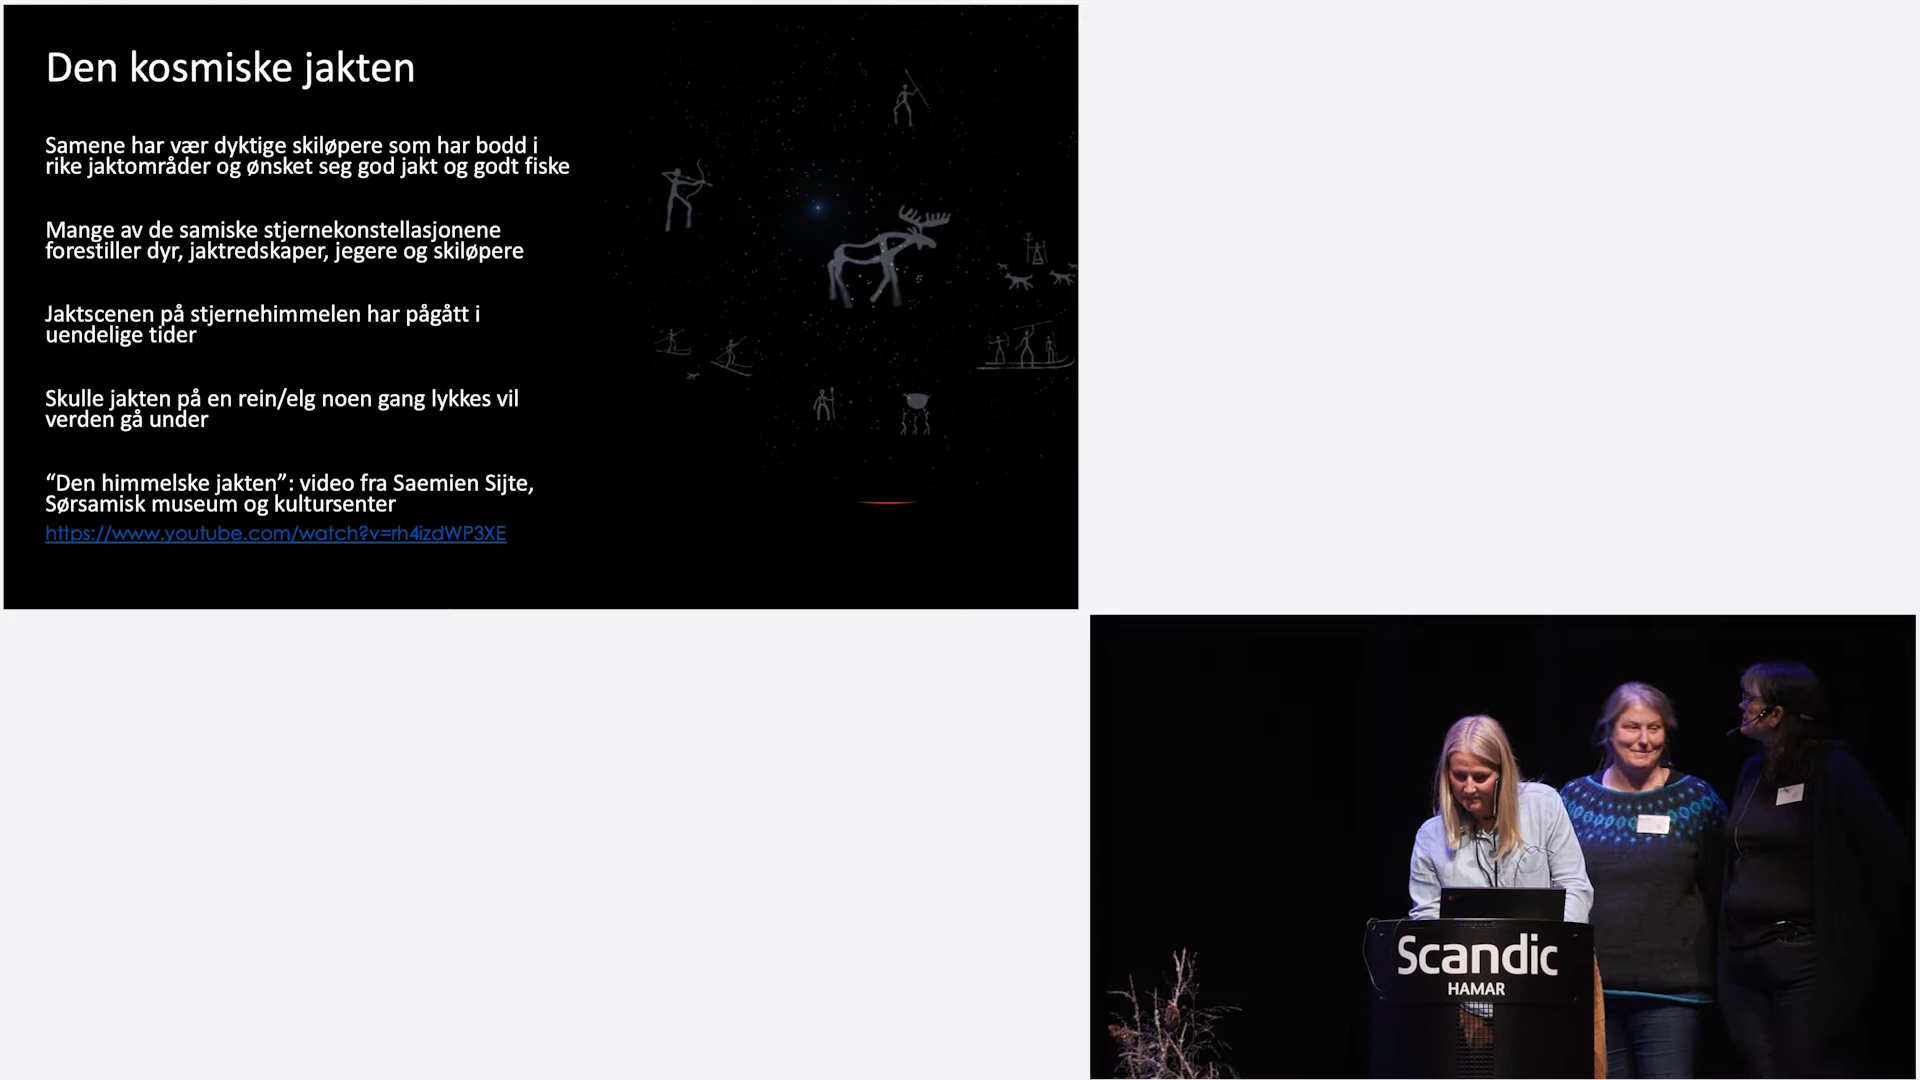 Den kosmiske jakten
Samene har vær dyktige skiløpere som har bodd i
rike jaktområder og ønsket seg god jakt og godt fiske
Mange av de samiske stjernekonstellasjonene
forestiller dyr, jaktredskaper, jegere og skiløpere
Jaktscenen på stjernehimmelen har pågått i
uendelige tider
Skulle jakten på en rein/elg noen gang lykkes vil
verden gå under
“Den himmelske jakten”: video fra Saemien Sijte,
Sørsamisk museum og kultursenter
https://www.youtube.com/watch?v=rh4izdWP3XE
Scandic
HAMAR